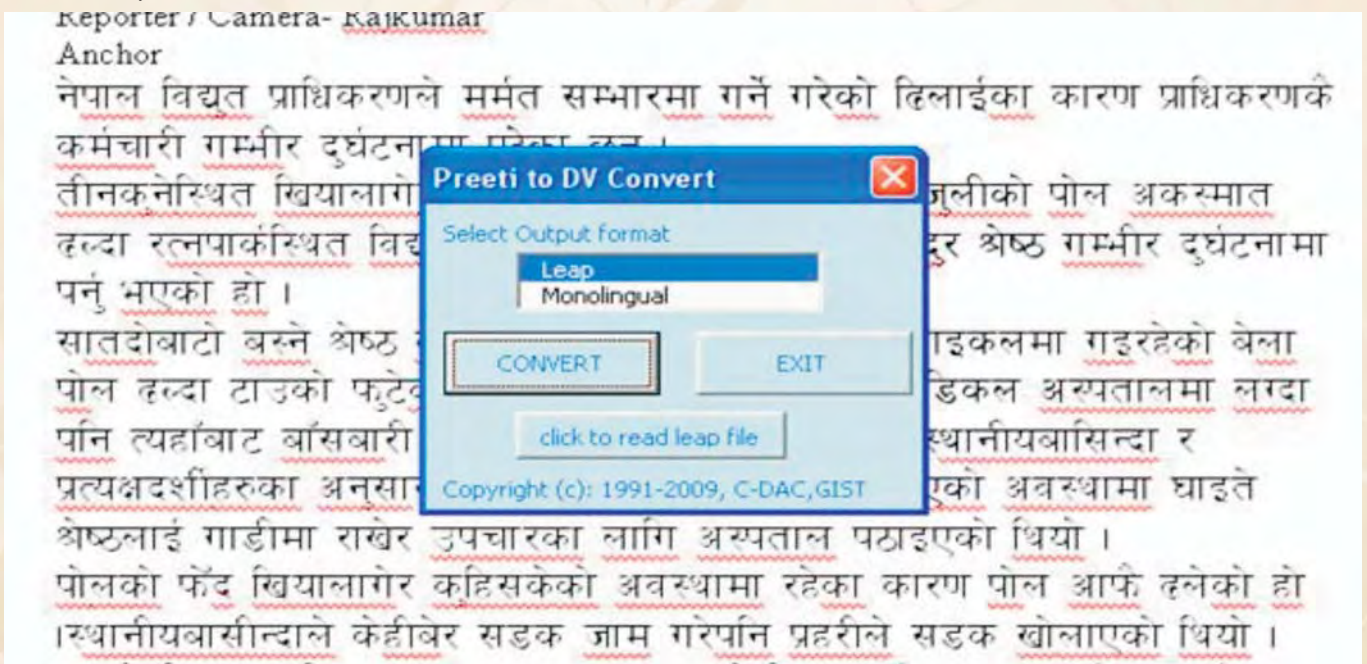 Reporter / Camera- Rajkumar
Anchor
नेपाल विद्युत प्राधिकरणले मर्मत सम्भारमा गर्ने गरेको ढिलाईका कारण प्राधिकरणकै
कर्मचारी गम्भीर दुर्घटनामा परेका छन् ।
Preeti to DV Convert
तीनकुनेस्थित खियालागे जुलीको पोल अकस्मात
Select Output format
ढल्दा रत्नपार्कस्थित श्रेष्ठ गम्भीर दुर्घटनामा
Leap
Monolingual
पर्नु भएको हो ।
सातदोबाटो बस्ने श्रेष्ठ इकलमा गइरहेको बेला
CONVERT EXIT
पोल ढल्दा टाउको डिकल अस्पतालमा लग्दा
click to read leap file
पनि त्यहाँबाट बाँसबारी स्थानीयबासिन्दा र
प्रत्यक्षदर्शीहरुका अनुसार एको अवस्थामा घाइते
Copyright (c): 1991-2009, C-DAC,GIST
श्रेष्ठलाई गाडीमा राखेर उपचारका लागि अस्पताल पठाइएको थियो ।
पोलको फेँद खियालागेर कुहिसकेको अवस्थामा रहेका कारण पोल आफै ढलेको हो
।स्थानीयबासीन्दाले केहीबेर सडक जाम गरेपनि प्रहरीले सडक खोलाएको थियो ।